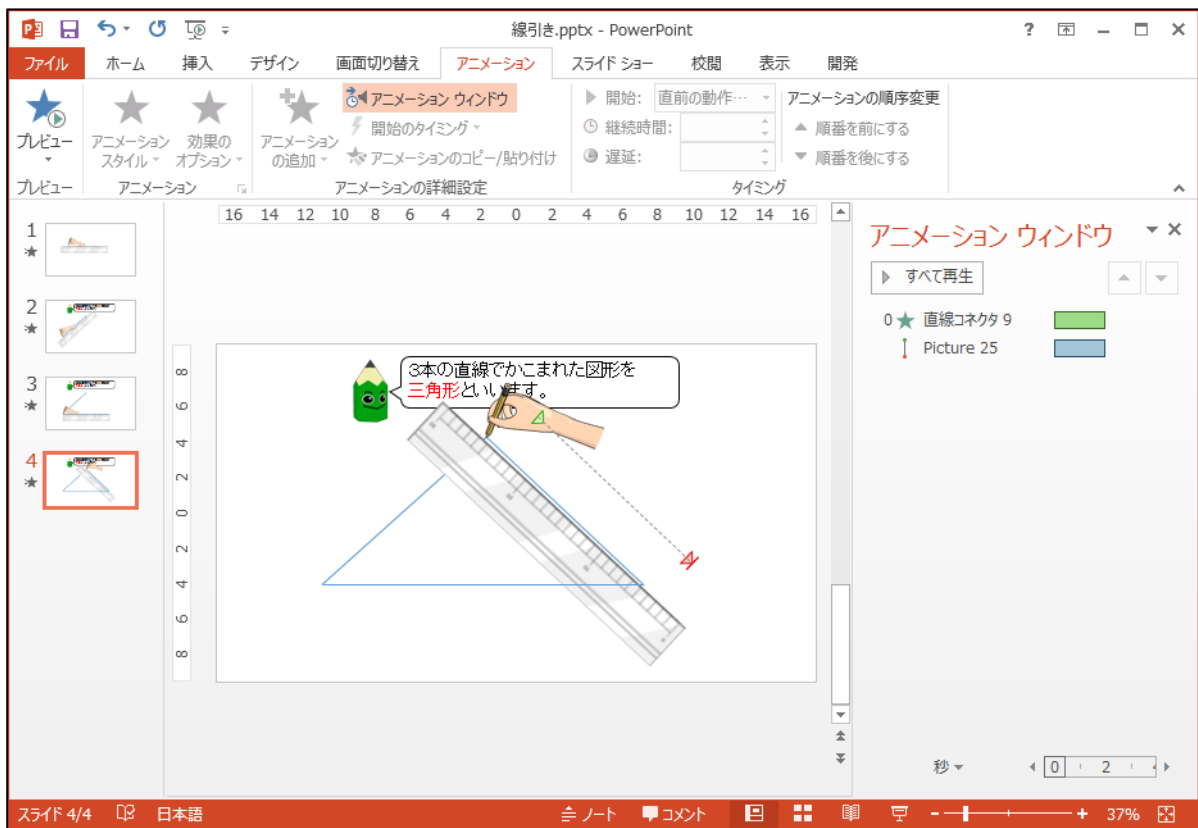 線引き.pptx - PowerPoint
ファイル ホーム 挿入 デザイン 画面切り替え アニメーション スライド ショー 校閲 表示 開発
プレビュー
アニメーション スタイル
効果の オプション
アニメーション の追加
アニメーション ウィンドウ
開始のタイミング
アニメーションのコピー/貼り付け
開始: 直前の動作…
継続時間:
遅延:
アニメーションの順序変更
順番を前にする
順番を後にする
プレビュー アニメーション アニメーションの詳細設定 タイミング
16 14 12 10 8 6 4 2 0 2 4 6 8 10 12 14 16
8 6 4 2 0 2 4 6 8
1
2
3
4
3本の直線でかこまれた図形を
三角形といいます。
アニメーション ウィンドウ
すべて再生
0 直線コネクタ 9
Picture 25
秒 0 2
スライド 4/4 日本語 ノート コメント 37%